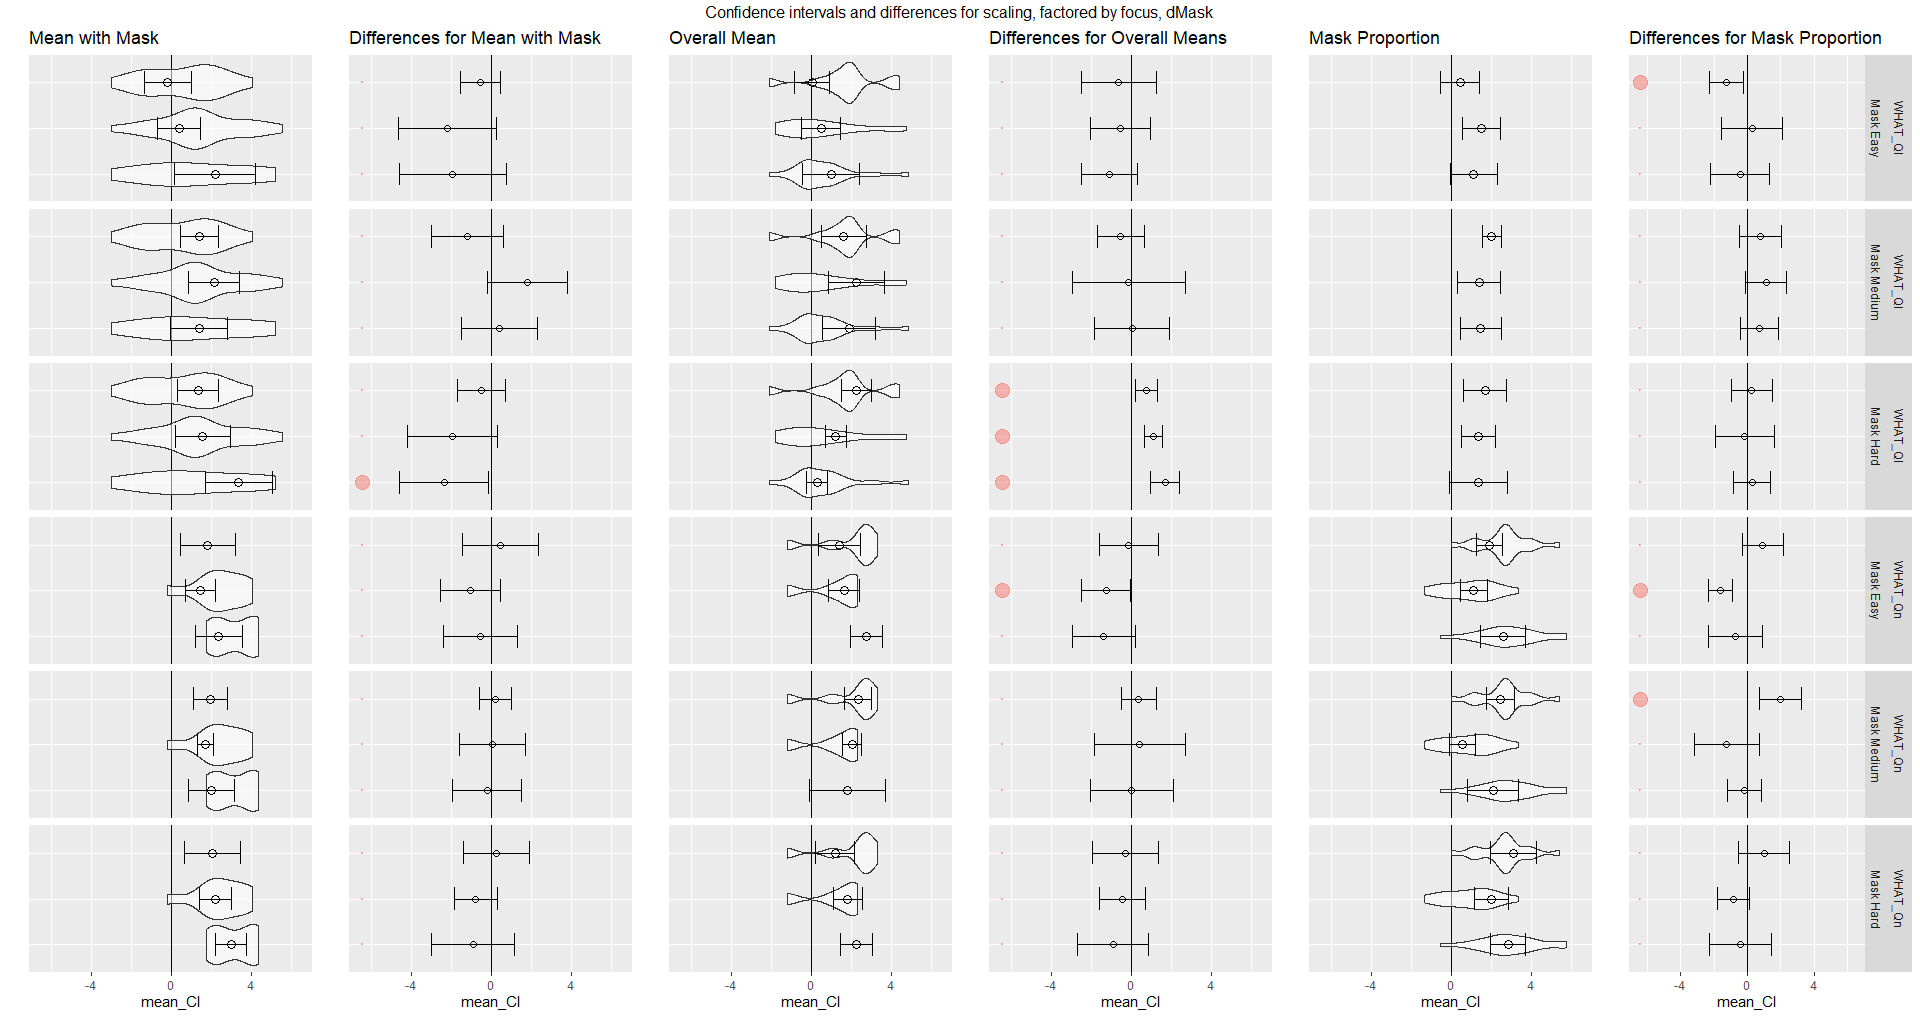 Confidence intervals and differences for scaling, factored by focus, dMask
Mean with Mask
Differences for Mean with Mask
Overall Mean
Differences for Overall Means
Mask Proportion
Differences for Mask Proportion
WHAT_Ql
Mask Easy
WHAT_Ql
Mask Medium
WHAT_Ql
Mask Hard
WHAT_Qn
Mask Easy
WHAT_Qn
Mask Medium
WHAT_Qn
Mask Hard
-4 0 4
mean_CI
-4 0 4
mean_CI
-4 0 4
mean_CI
-4 0 4
mean_CI
-4 0 4
mean_CI
-4 0 4
mean_CI